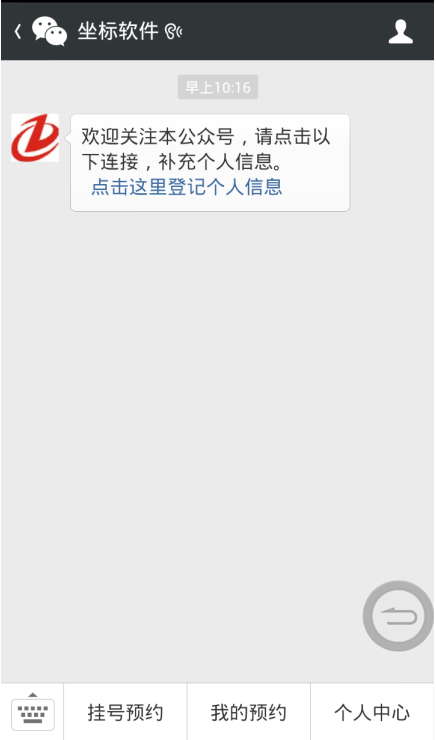 坐标软件
早上10:16
欢迎关注本公众号，请点击以
下连接，补充个人信息。
点击这里登记个人信息
挂号预约
我的预约
个人中心